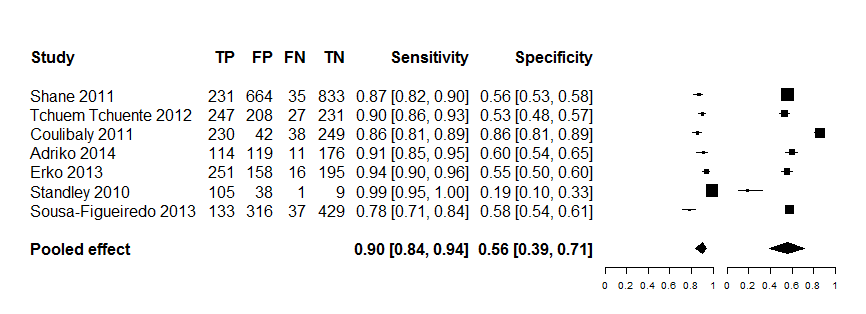 Study TP FP FN TN Sensitivity Specificity
Shane 2011 231 664 35 833 0.87 [0.82, 0.90] 0.56 [0.53, 0.58]
Tchuem Tchuente 2012 247 208 27 231 0.90 [0.86, 0.93] 0.53 [0.48, 0.57]
Coulibaly 2011 230 42 38 249 0.86 [0.81, 0.89] 0.86 [0.81, 0.89]
Adriko 2014 114 119 11 176 0.91 [0.85, 0.95] 0.60 [0.54, 0.65]
Erko 2013 251 158 16 195 0.94 [0.90, 0.96] 0.55 [0.50, 0.60]
Standley 2010 105 38 1 9 0.99 [0.95, 1.00] 0.19 [0.10, 0.33]
Sousa-Figueiredo 2013 133 316 37 429 0.78 [0.71, 0.84] 0.58 [0.54, 0.61]
Pooled effect 0.90 [0.84, 0.94] 0.56 [0.39, 0.71]
0 0.2 0.4 0.6 0.8 1 0 0.2 0.4 0.6 0.8 1